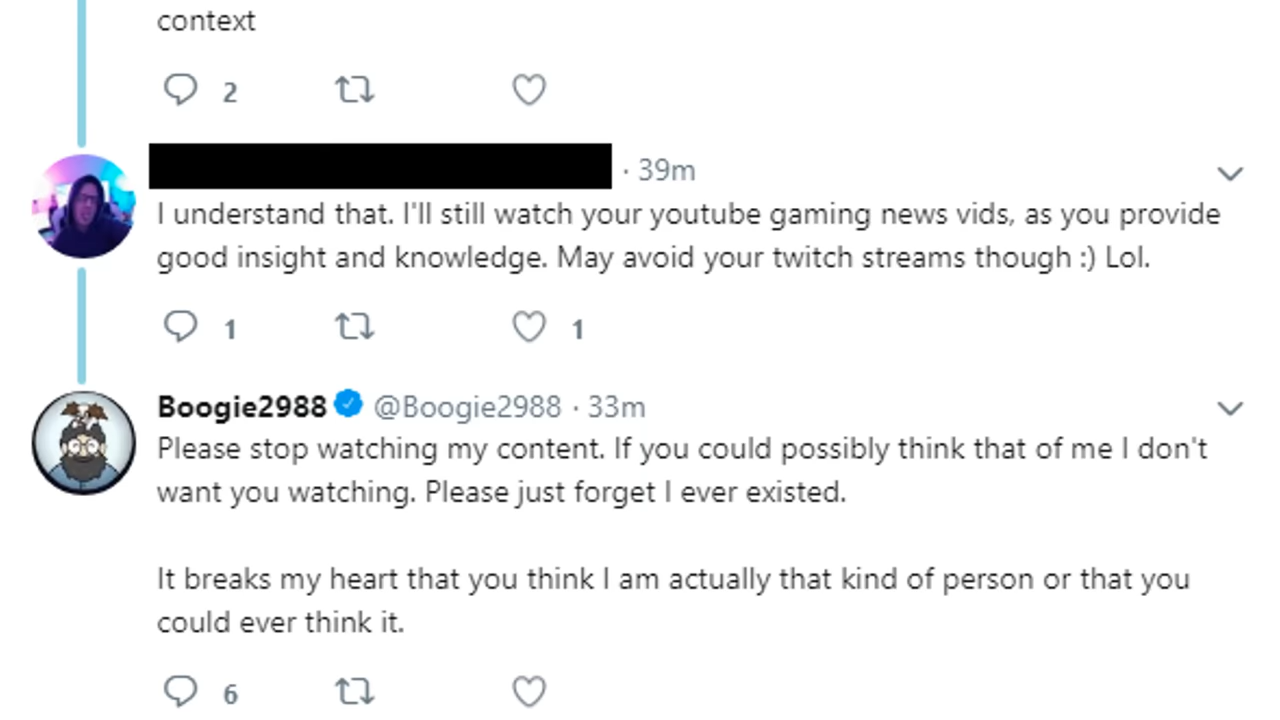 context
2
· 39m
I understand that. I'll still watch your youtube gaming news vids, as you provide
good insight and knowledge. May avoid your twitch streams though :) Lol.
1 1
Boogie2988 @Boogie2988 · 33m
Please stop watching my content. If you could possibly think that of me I don't
want you watching. Please just forget I ever existed.
It breaks my heart that you think I am actually that kind of person or that you
could ever think it.
6